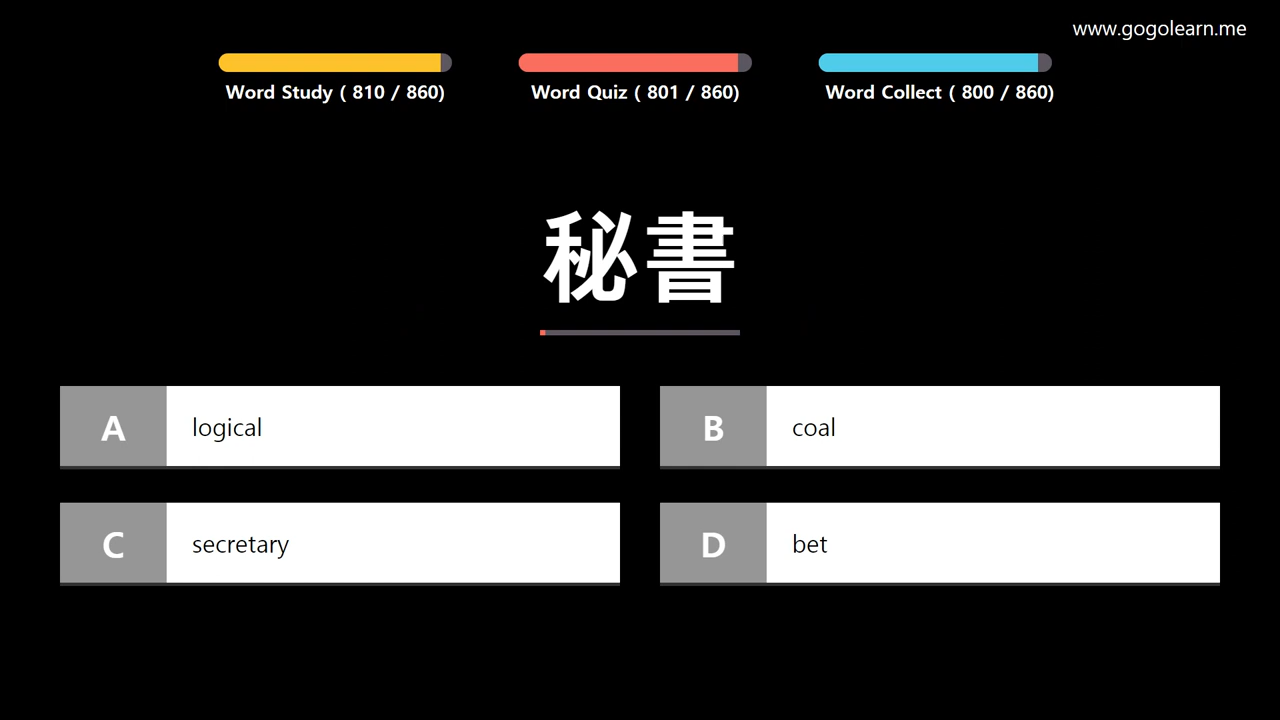 www.gogolearn.me
Word Study ( 810 / 860)
Word Quiz ( 801 / 860)
Word Collect ( 800 / 860)
秘書
A logical
B coal
C secretary
D bet